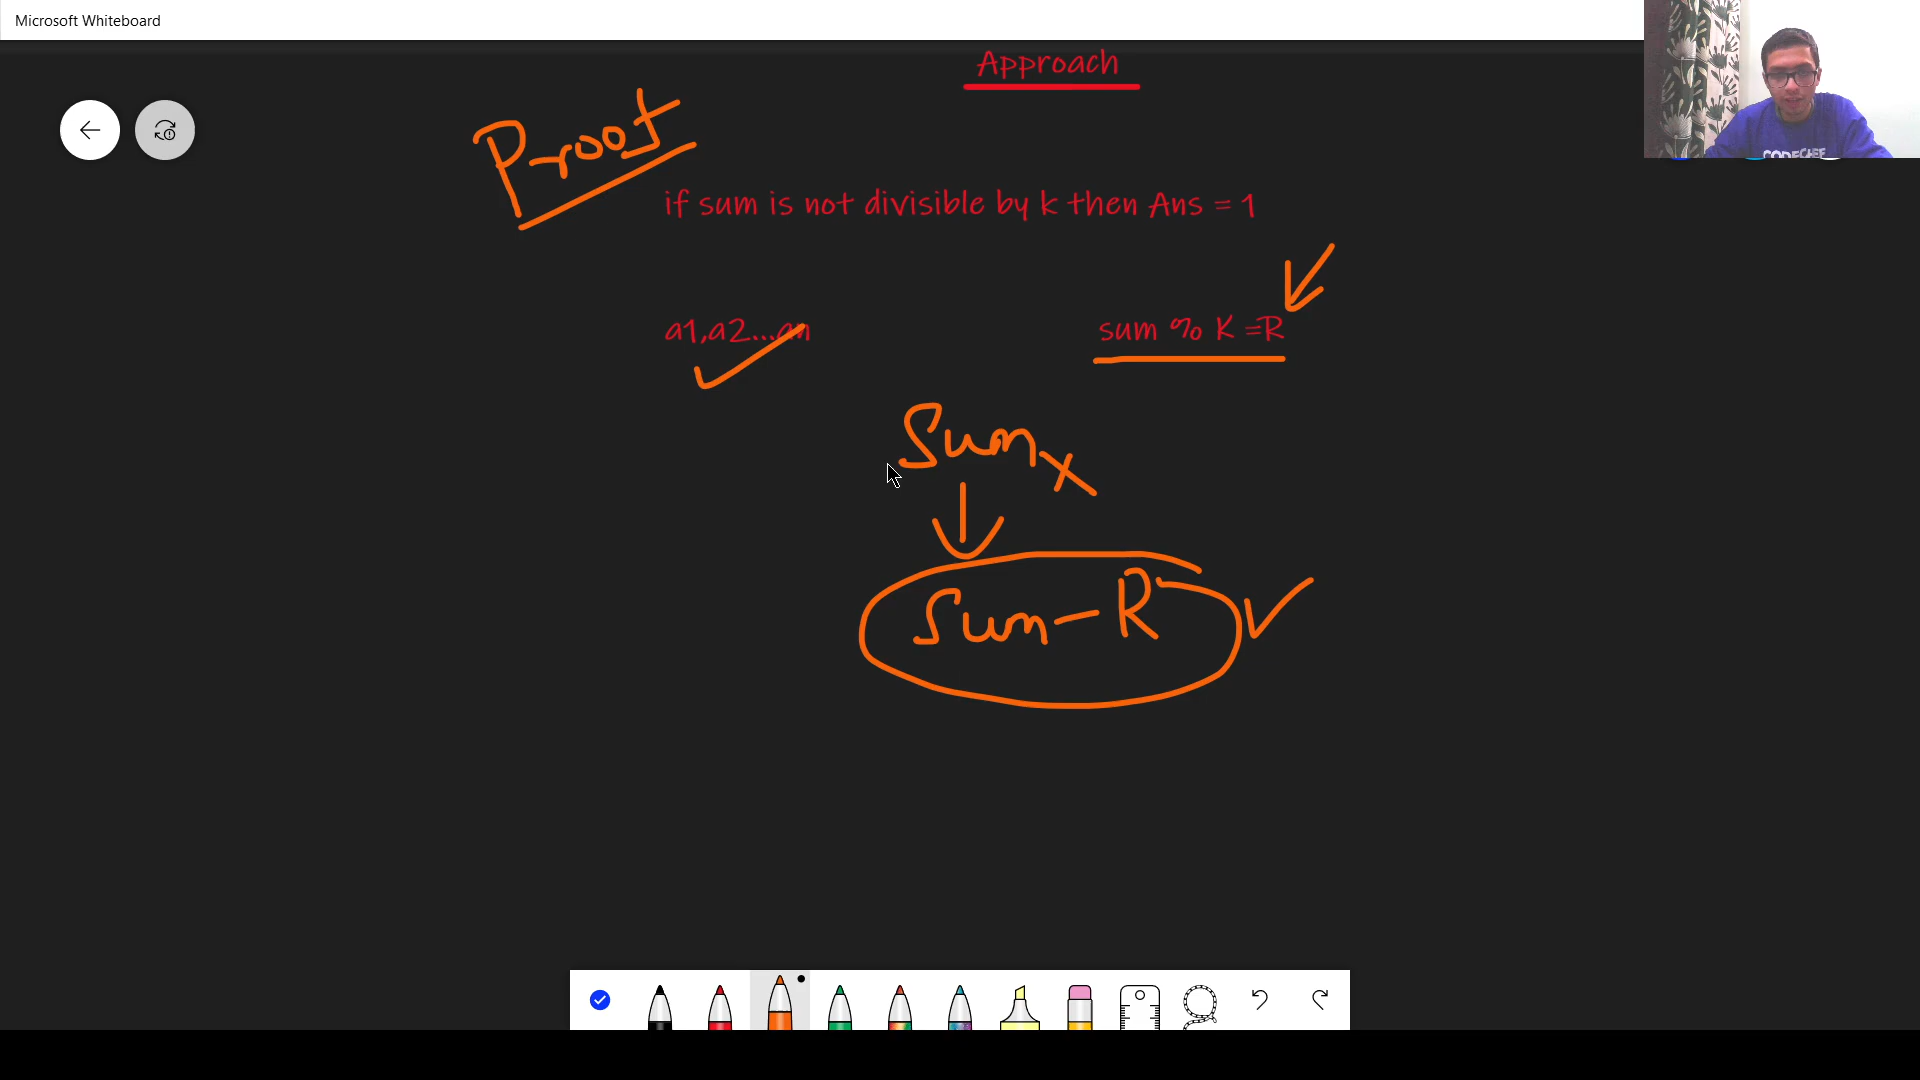 Microsoft Whiteboard
Approach
Proof
if sum is not divisible by k then Ans = 1
a1,a2...an
sum % K =R
Sum
Sum-R
CODECHEF